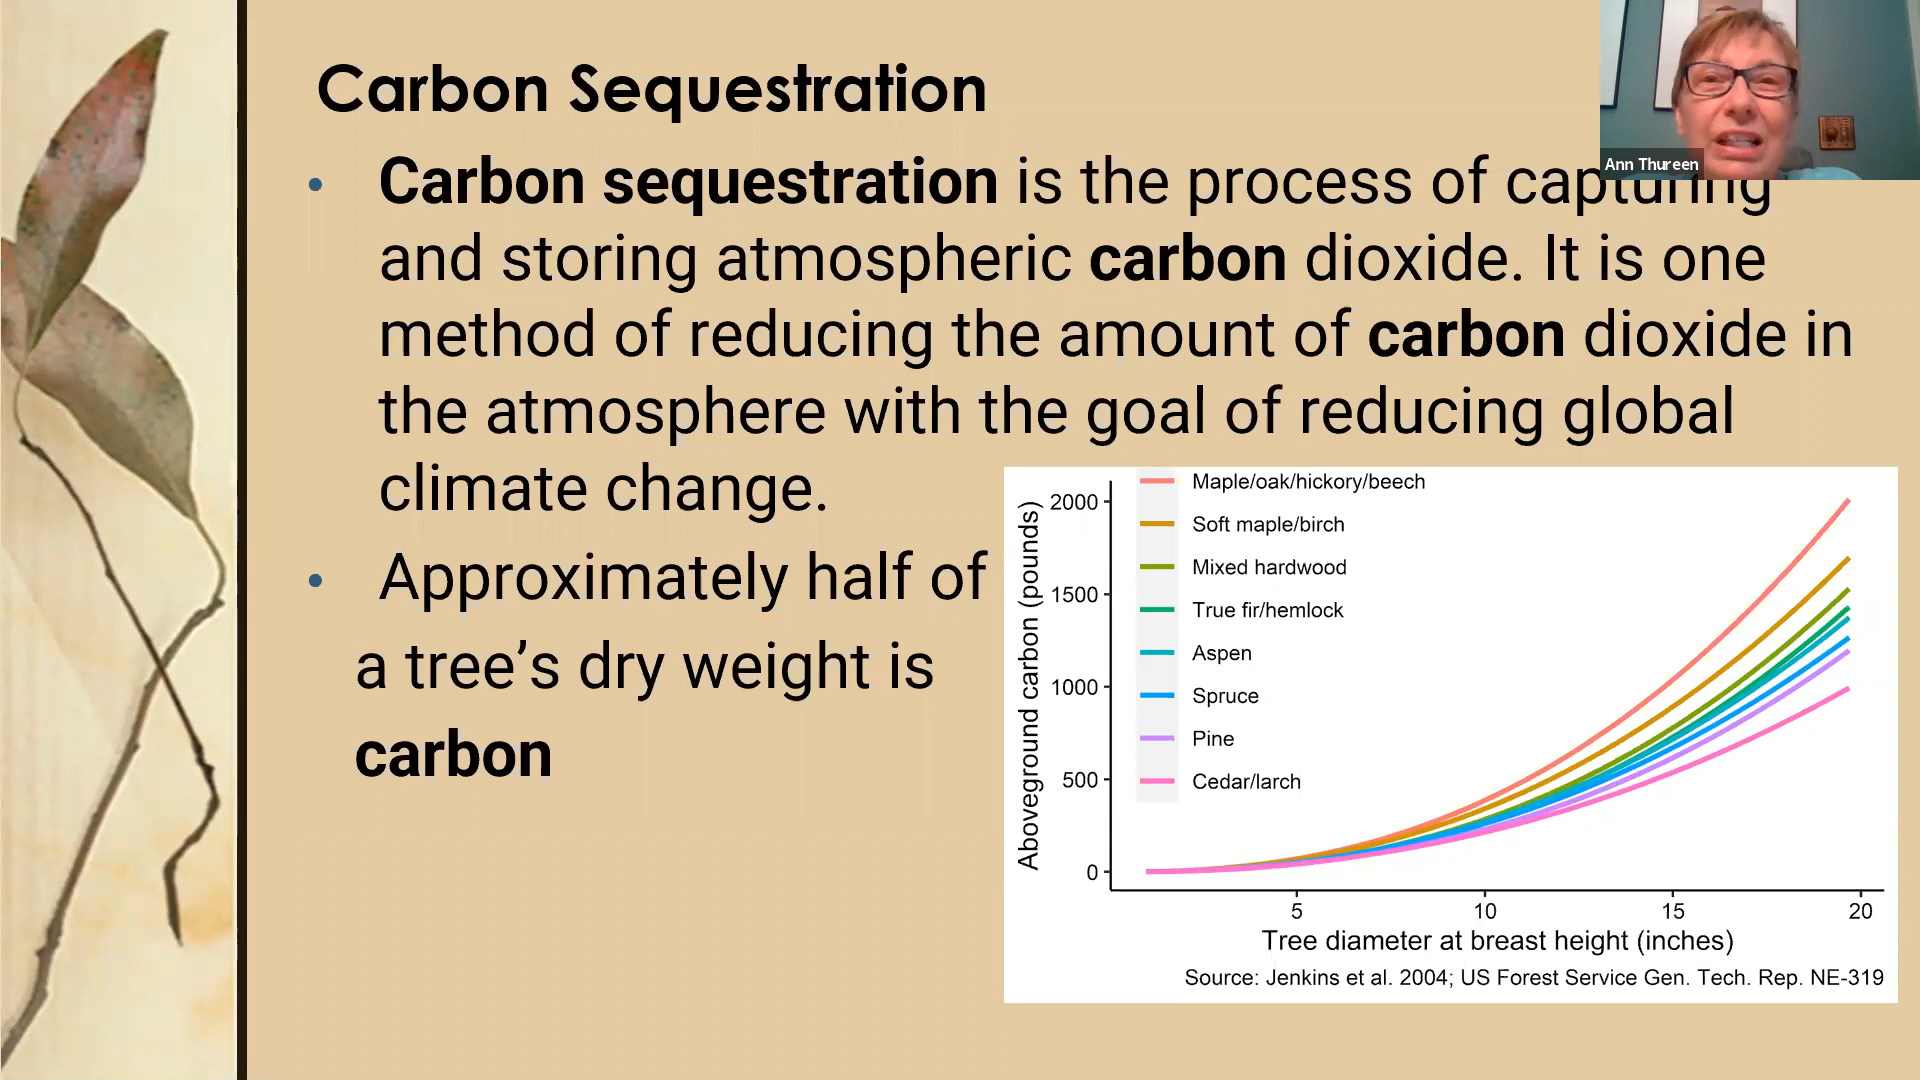 Carbon Sequestration
Ann Thureen
• Carbon sequestration is the process of capturing
and storing atmospheric carbon dioxide. It is one
method of reducing the amount of carbon dioxide in
the atmosphere with the goal of reducing global
climate change.
• Approximately half of
a tree’s dry weight is
carbon
Aboveground carbon (pounds)
2000
1500
1000
500
0
Maple/oak/hickory/beech
Soft maple/birch
Mixed hardwood
True fir/hemlock
Aspen
Spruce
Pine
Cedar/larch
5 10 15 20
Tree diameter at breast height (inches)
Source: Jenkins et al. 2004; US Forest Service Gen. Tech. Rep. NE-319